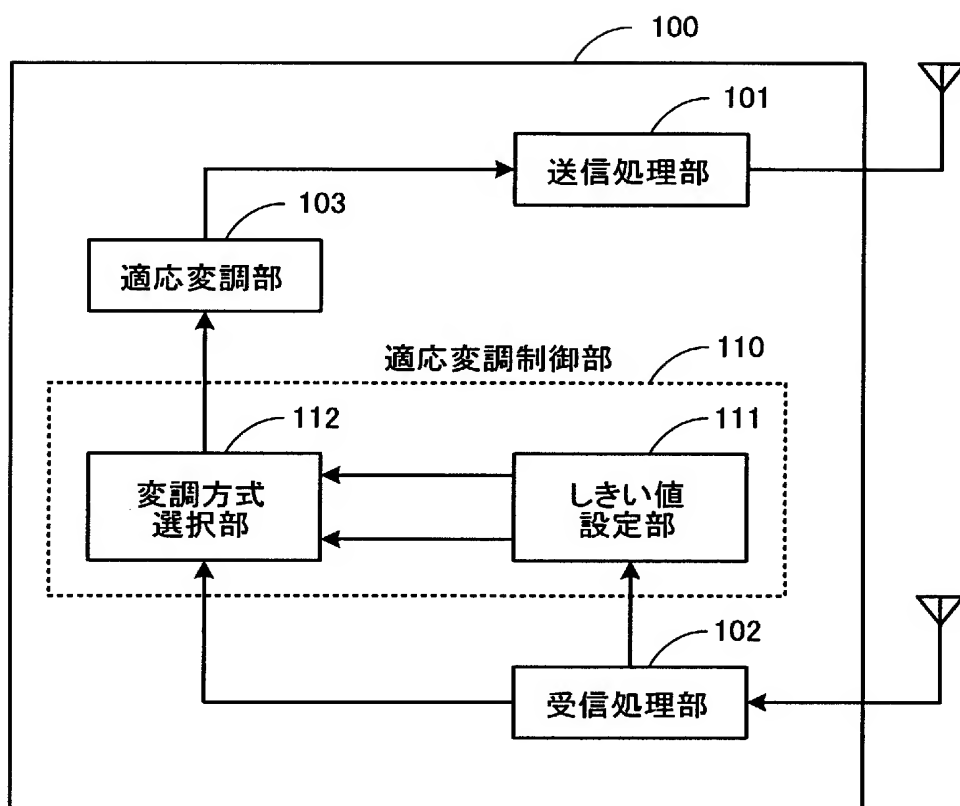 100
101
送信処理部
103
適応変調部
適応変調制御部
110
112
111
変調方式
選択部
しきい値
設定部
102
受信処理部